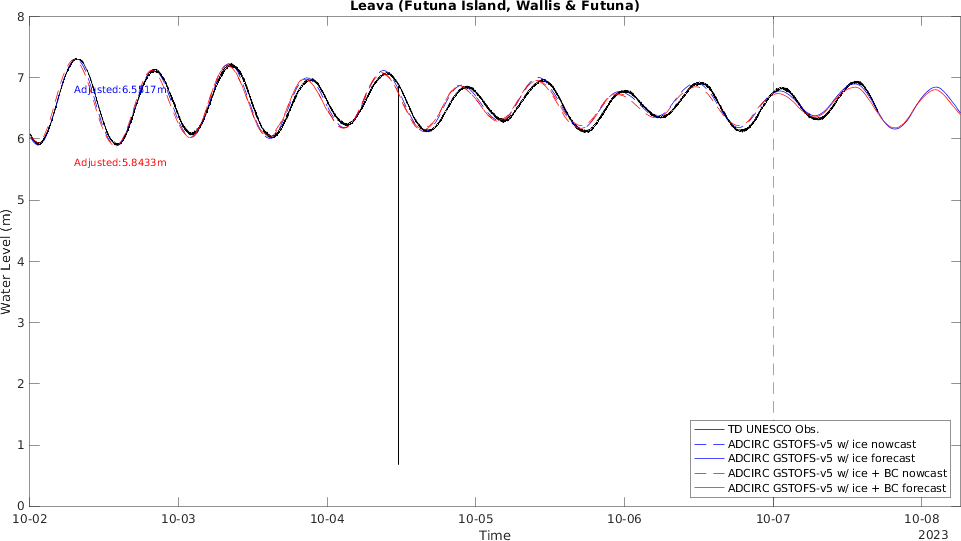 Leava (Futuna Island, Wallis & Futuna)
8
7
6
5
4
3
2
1
0
Water Level (m)
Adjusted:5.8433m
10-02
10-03
10-04
10-05
10-06
10-07
10-08
Time
2023
TD UNESCO Obs.
ADCIRC GSTOFS-v5 w/ ice nowcast
ADCIRC GSTOFS-v5 w/ ice forecast
ADCIRC GSTOFS-v5 w/ ice + BC nowcast
ADCIRC GSTOFS-v5 w/ ice + BC forecast